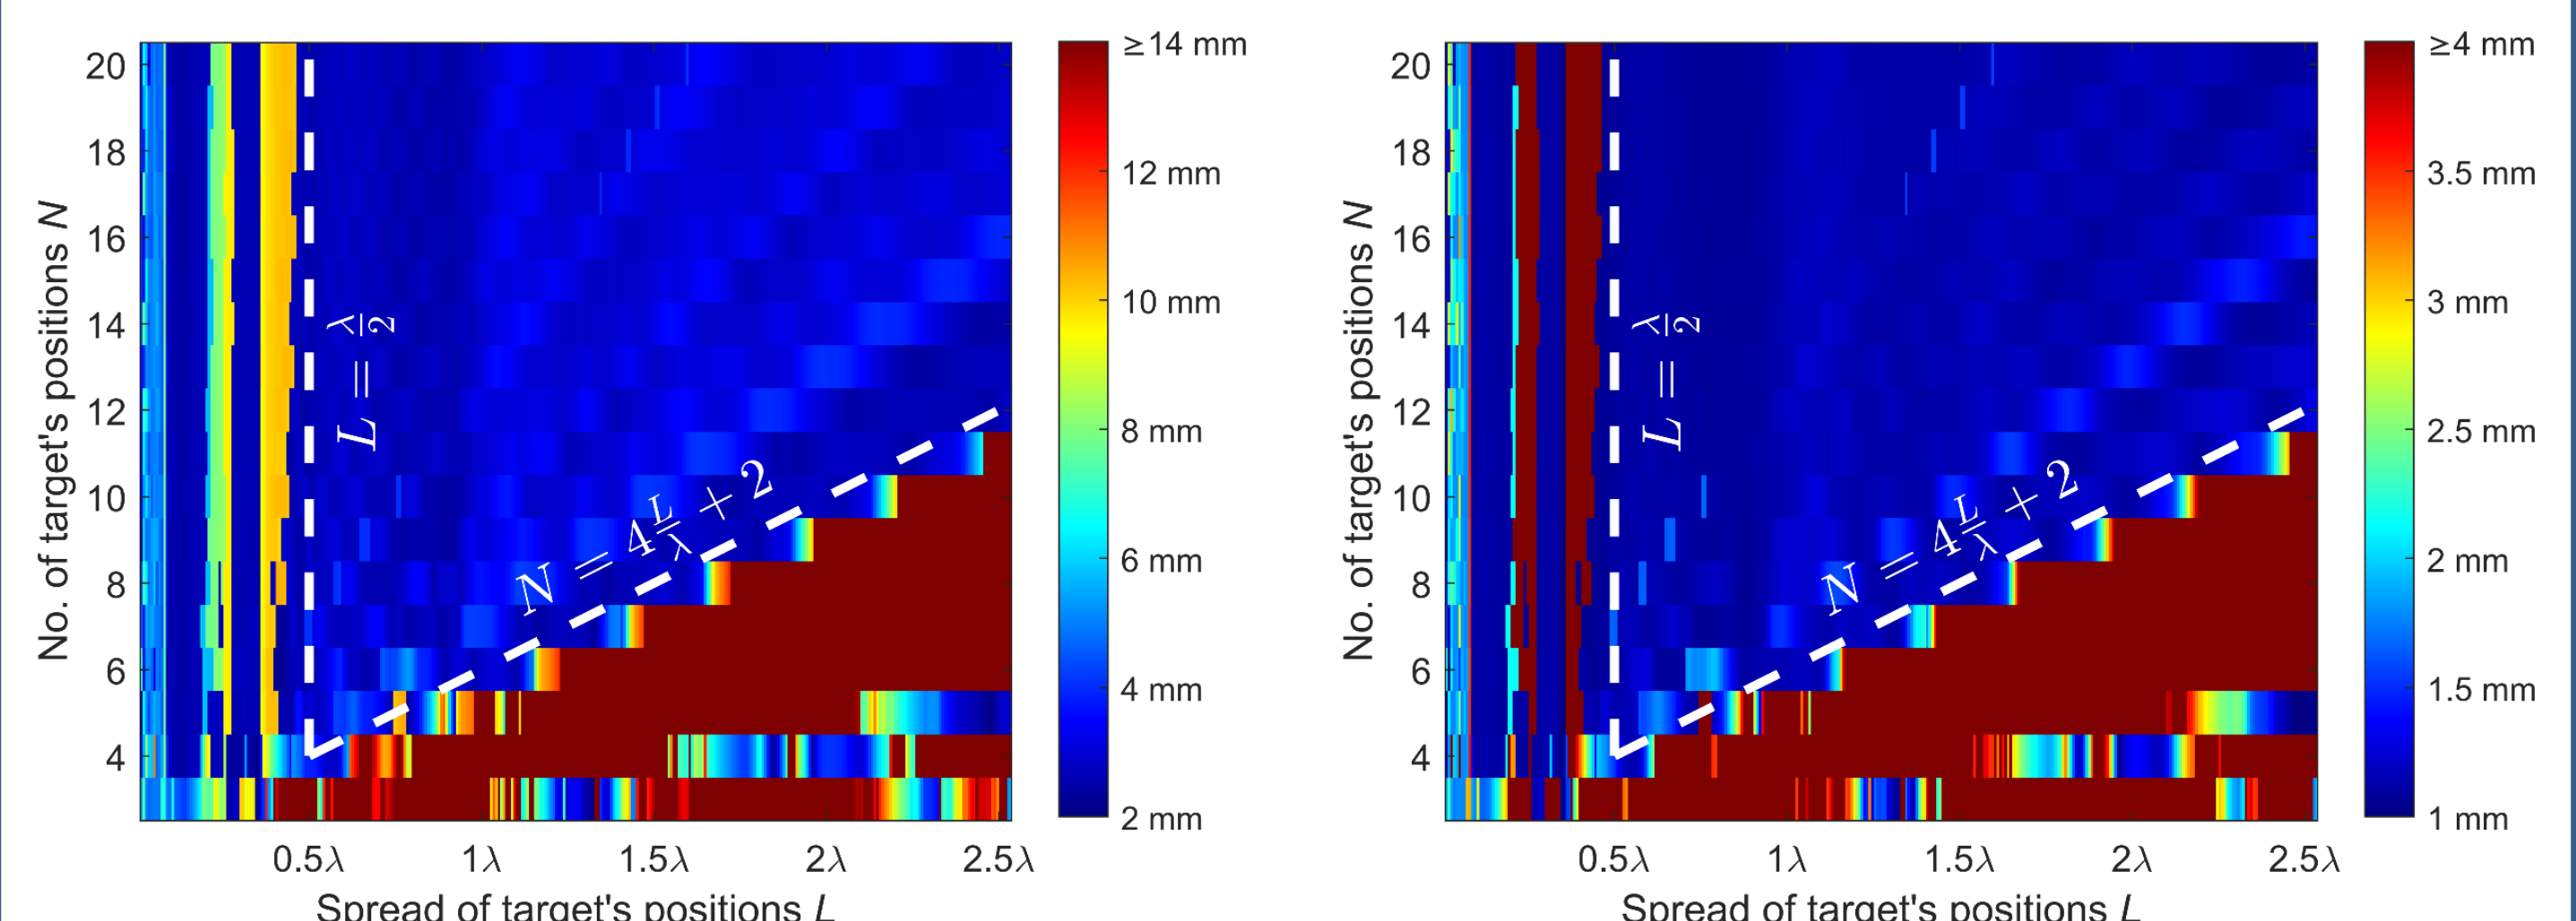 No. of target's positions N
20
18
16
14
12
10
8
6
4
0.5λ 1λ 1.5λ 2λ 2.5λ
Spread of target's positions L
L = λ/2
N = 4 L/λ + 2
≥14 mm
12 mm
10 mm
8 mm
6 mm
4 mm
2 mm
No. of target's positions N
20
18
16
14
12
10
8
6
4
0.5λ 1λ 1.5λ 2λ 2.5λ
Spread of target's positions L
L = λ/2
N = 4 L/λ + 2
≥4 mm
3.5 mm
3 mm
2.5 mm
2 mm
1.5 mm
1 mm